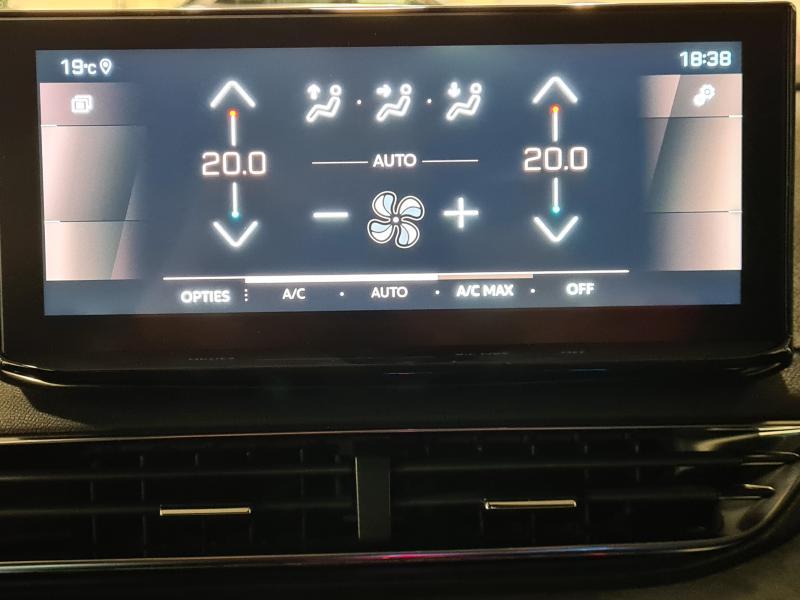 19°C 18:38
20.0 AUTO 20.0
OPTIES A/C AUTO A/C MAX OFF